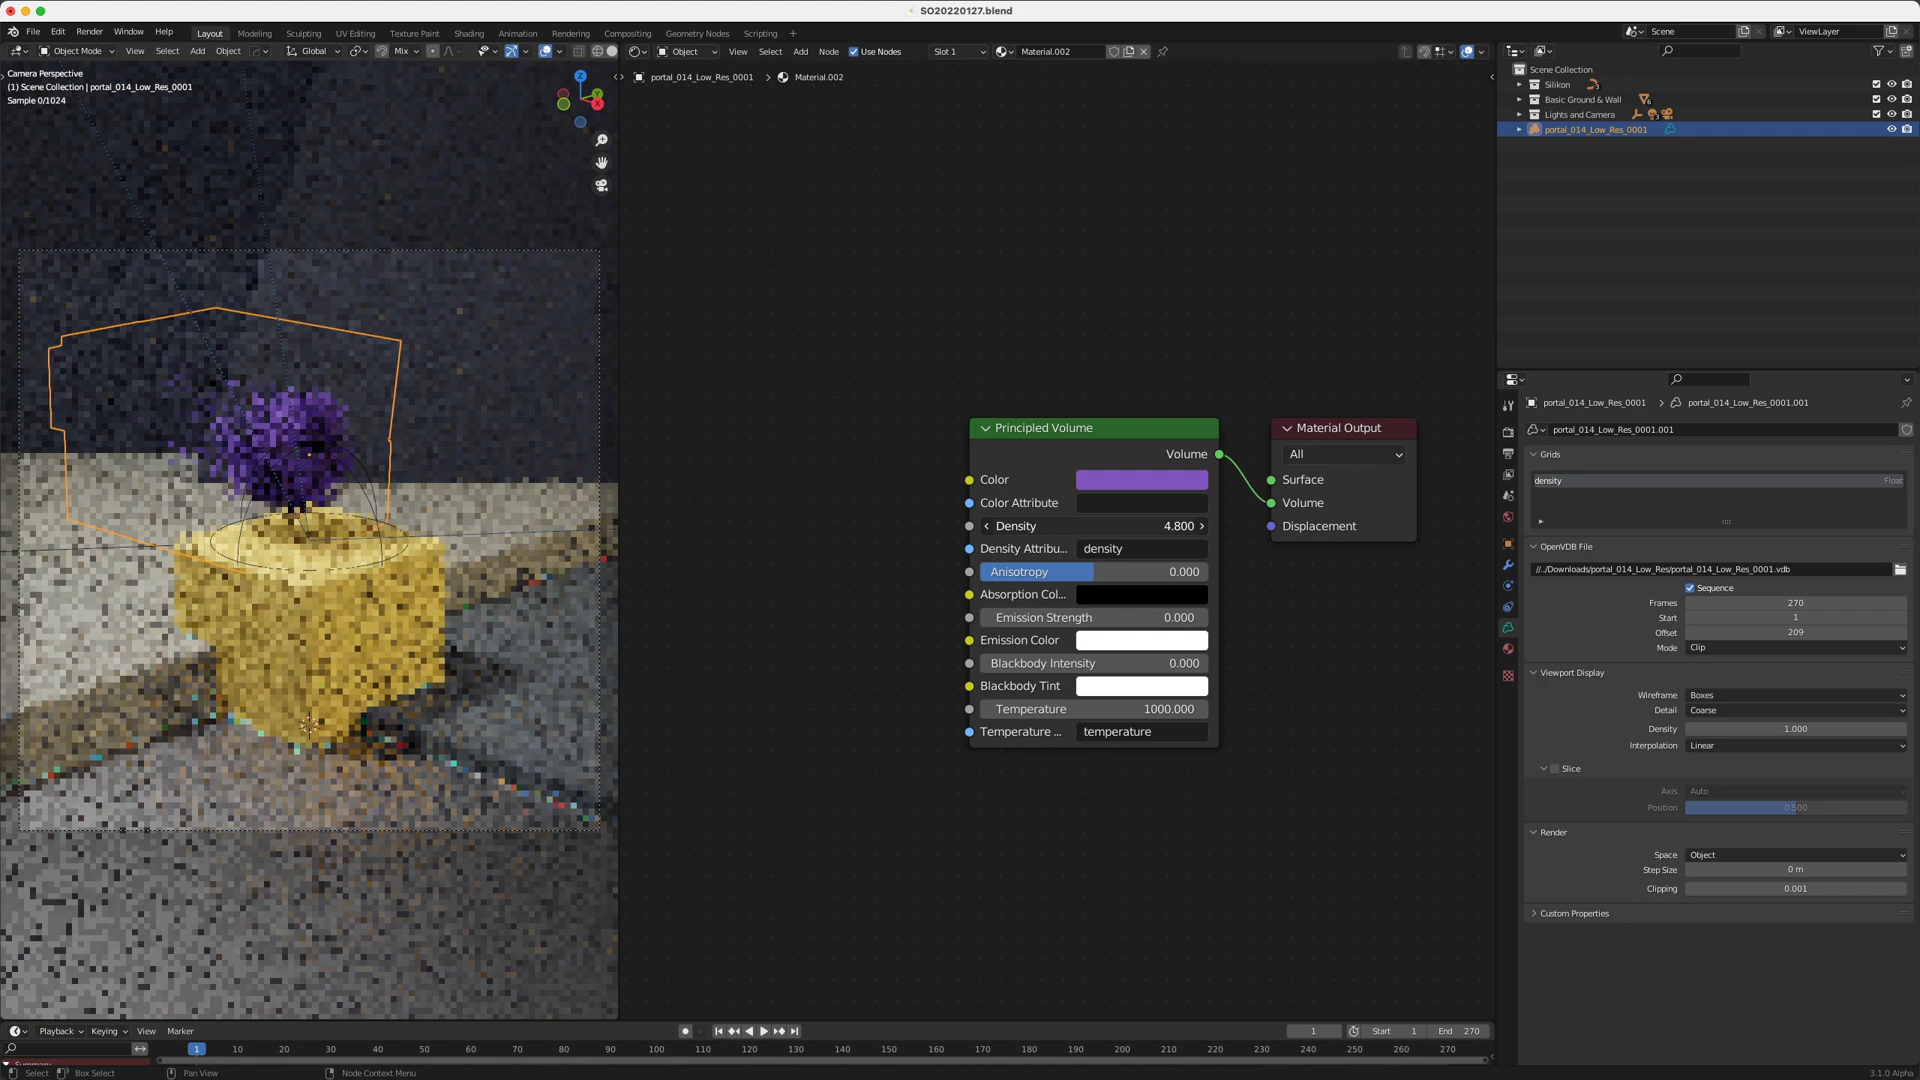 SO20220127.blend
File Edit Render Window Help Layout Modeling Sculpting UV Editing Texture Paint Shading Animation Rendering Compositing Geometry Nodes Scripting + Scene ViewLayer
Object Mode View Select Add Object Global Mix Object View Select Add Node Use Nodes Slot 1 Material.002
Camera Perspective
(1) Scene Collection | portal_014_Low_Res_0001
Sample 0/1024
Z
Y
X
portal_014_Low_Res_0001 > Material.002
Principled Volume
Volume
Color
Color Attribute
Density 4.800
Density Attribu... density
Anisotropy 0.000
Absorption Col...
Emission Strength 0.000
Emission Color
Blackbody Intensity 0.000
Blackbody Tint
Temperature 1000.000
Temperature ... temperature
Material Output
All
Surface
Volume
Displacement
Scene Collection
Silikon 3
Basic Ground & Wall 6
Lights and Camera 3
portal_014_Low_Res_0001
portal_014_Low_Res_0001 > portal_014_Low_Res_0001.001
portal_014_Low_Res_0001.001
Grids
density Float
OpenVDB File
//../Downloads/portal_014_Low_Res/portal_014_Low_Res_0001.vdb
Sequence
Frames 270
Start 1
Offset 209
Mode Clip
Viewport Display
Wireframe Boxes
Detail Coarse
Density 1.000
Interpolation Linear
Slice
Axis Auto
Position 0.500
Render
Space Object
Step Size 0 m
Clipping 0.001
Custom Properties
Playback Keying View Marker 1 Start 1 End 270
1 10 20 30 40 50 60 70 80 90 100 110 120 130 140 150 160 170 180 190 200 210 220 230 240 250 260 270
Summary
Select Box Select Pan View Node Context Menu 3.1.0 Alpha